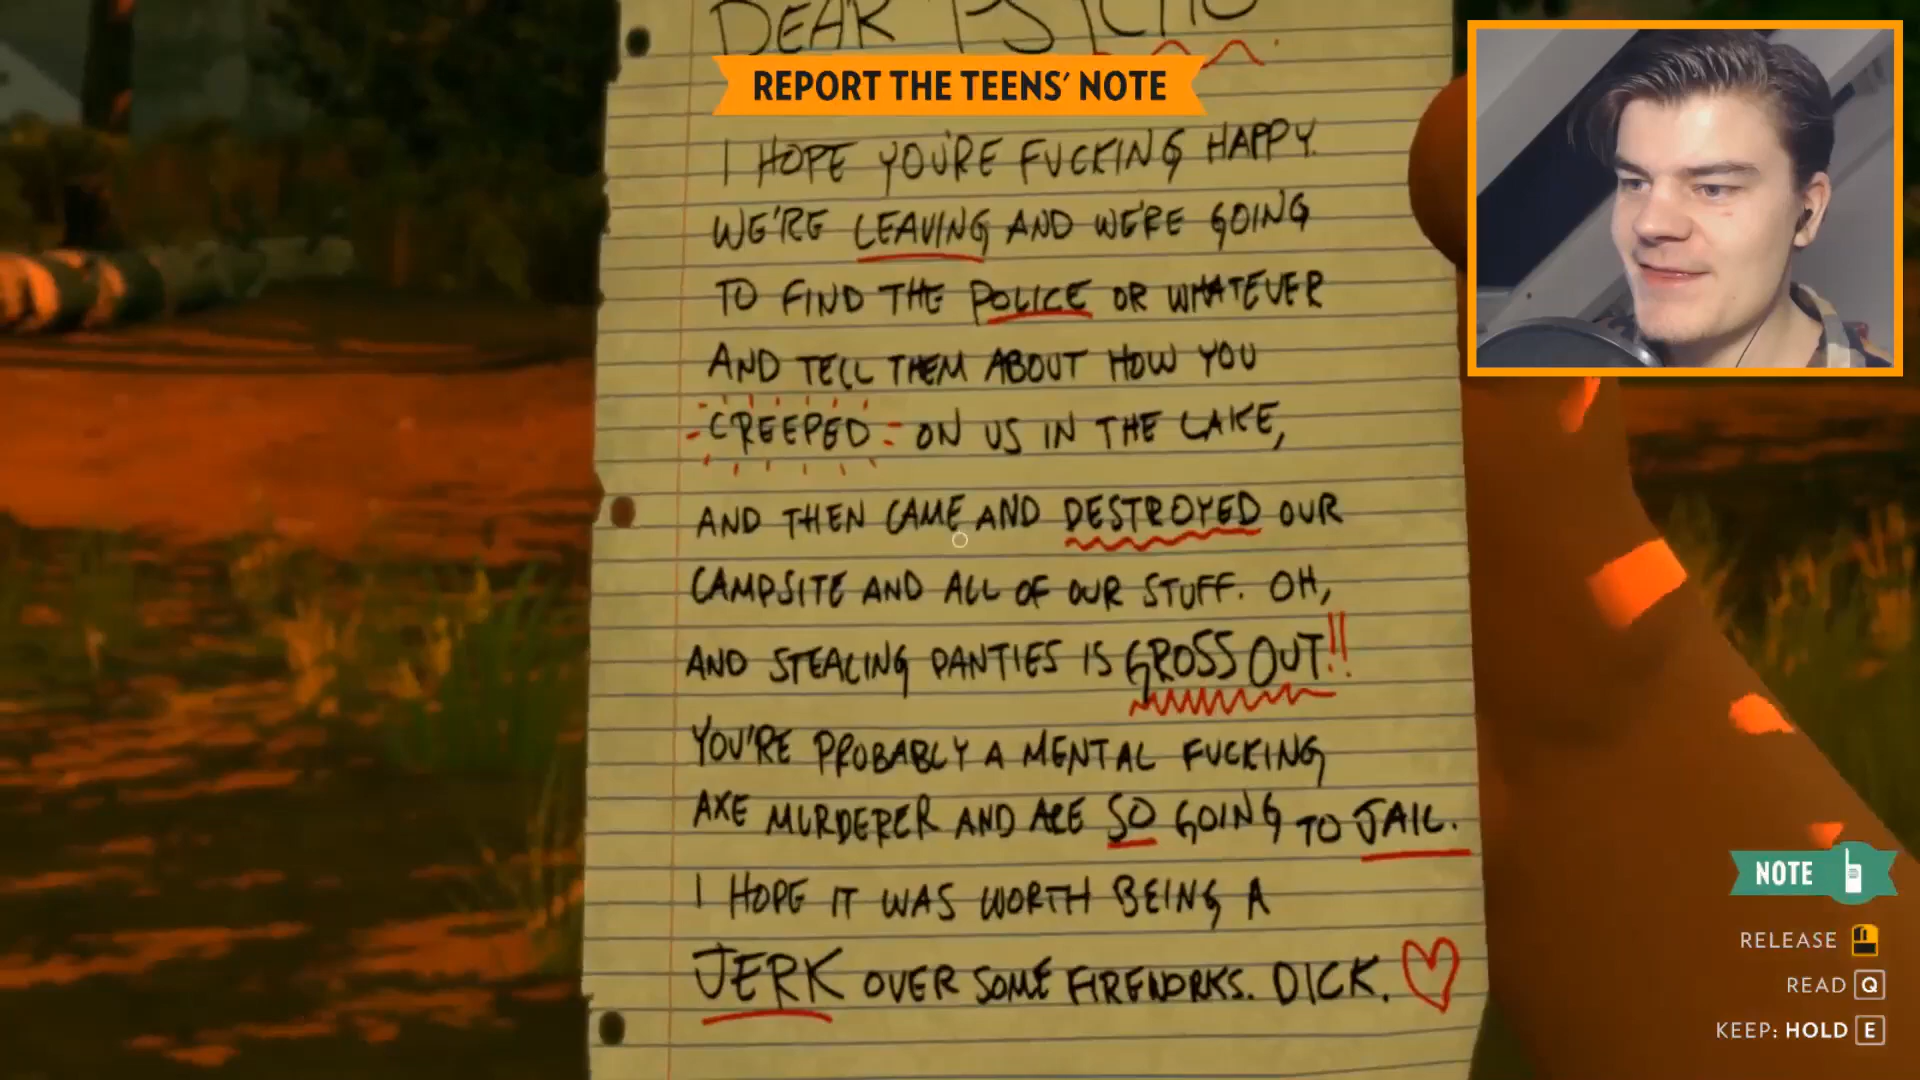 DEAR PSYCHO
REPORT THE TEENS' NOTE
I HOPE YOU'RE FUCKING HAPPY.
WE'RE LEAVING AND WE'RE GOING
TO FIND THE POLICE OR WHATEVER
AND TELL THEM ABOUT HOW YOU
CREEPED ON US IN THE LAKE,
AND THEN CAME AND DESTROYED OUR
CAMPSITE AND ALL OF OUR STUFF. OH,
AND STEALING PANTIES IS GROSS OUT!!
YOU'RE PROBABLY A MENTAL FUCKING
AXE MURDERER AND ARE SO GOING TO JAIL.
I HOPE IT WAS WORTH BEING A
JERK OVER SOME FIREWORKS. DICK.
NOTE
RELEASE
READ Q
KEEP: HOLD E